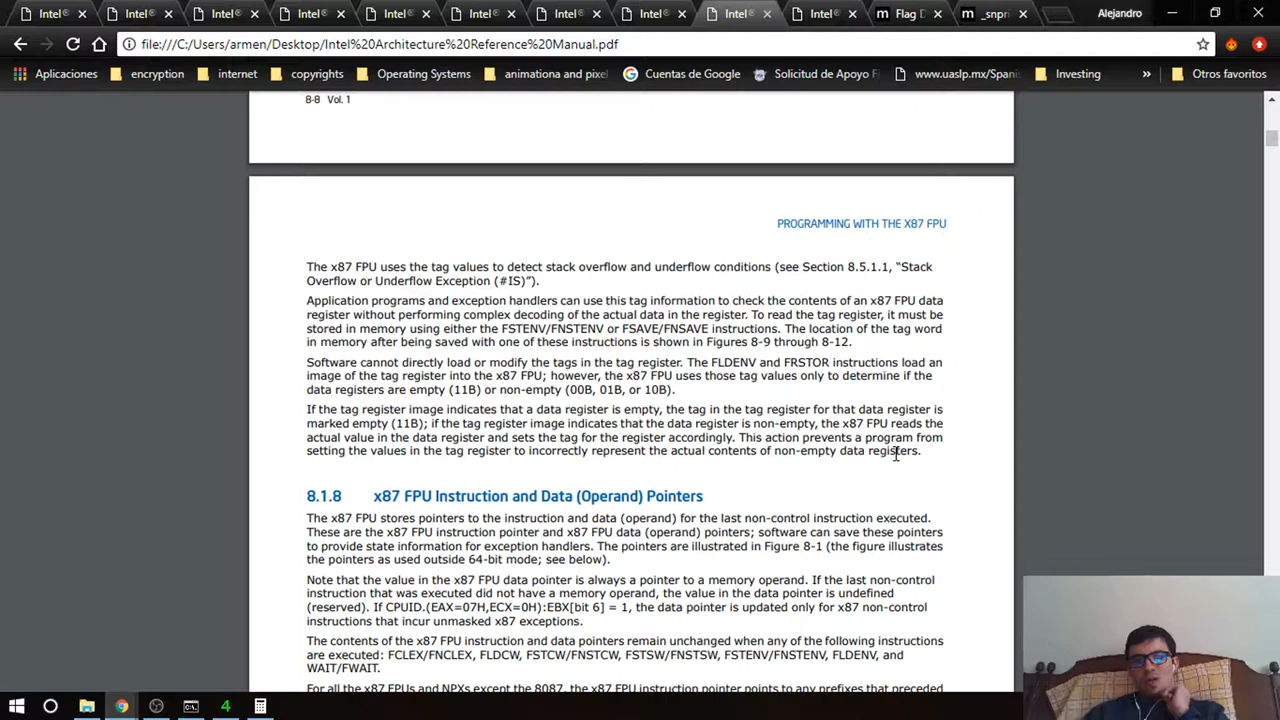 Intel®
Intel®
Intel®
Intel®
Intel®
Intel®
Intel®
Intel®
Intel®
Intel®
Flag D
_snpri
Alejandro
file:///C:/Users/armen/Desktop/Intel%20Architecture%20Reference%20Manual.pdf
Aplicaciones encryption internet copyrights Operating Systems animationa and pixel Cuentas de Google Solicitud de Apoyo Fi www.uaslp.mx/Spani Investing » Otros favoritos
8-8 Vol. 1
PROGRAMMING WITH THE X87 FPU
The x87 FPU uses the tag values to detect stack overflow and underflow conditions (see Section 8.5.1.1, “Stack
Overflow or Underflow Exception (#IS)”).
Application programs and exception handlers can use this tag information to check the contents of an x87 FPU data
register without performing complex decoding of the actual data in the register. To read the tag register, it must be
stored in memory using either the FSTENV/FNSTENV or FSAVE/FNSAVE instructions. The location of the tag word
in memory after being saved with one of these instructions is shown in Figures 8-9 through 8-12.
Software cannot directly load or modify the tags in the tag register. The FLDENV and FRSTOR instructions load an
image of the tag register into the x87 FPU; however, the x87 FPU uses those tag values only to determine if the
data registers are empty (11B) or non-empty (00B, 01B, or 10B).
If the tag register image indicates that a data register is empty, the tag in the tag register for that data register is
marked empty (11B); if the tag register image indicates that the data register is non-empty, the x87 FPU reads the
actual value in the data register and sets the tag for the register accordingly. This action prevents a program from
setting the values in the tag register to incorrectly represent the actual contents of non-empty data registers.
8.1.8 x87 FPU Instruction and Data (Operand) Pointers
The x87 FPU stores pointers to the instruction and data (operand) for the last non-control instruction executed.
These are the x87 FPU instruction pointer and x87 FPU data (operand) pointers; software can save these pointers
to provide state information for exception handlers. The pointers are illustrated in Figure 8-1 (the figure illustrates
the pointers as used outside 64-bit mode; see below).
Note that the value in the x87 FPU data pointer is always a pointer to a memory operand. If the last non-control
instruction that was executed did not have a memory operand, the value in the data pointer is undefined
(reserved). If CPUID.(EAX=07H,ECX=0H):EBX[bit 6] = 1, the data pointer is updated only for x87 non-control
instructions that incur unmasked x87 exceptions.
The contents of the x87 FPU instruction and data pointers remain unchanged when any of the following instructions
are executed: FCLEX/FNCLEX, FLDCW, FSTCW/FNSTCW, FSTSW/FNSTSW, FSTENV/FNSTENV, FLDENV, and
WAIT/FWAIT.
For all the x87 FPUs and NPXs except the 8087, the x87 FPU instruction pointer points to any prefixes that preceded